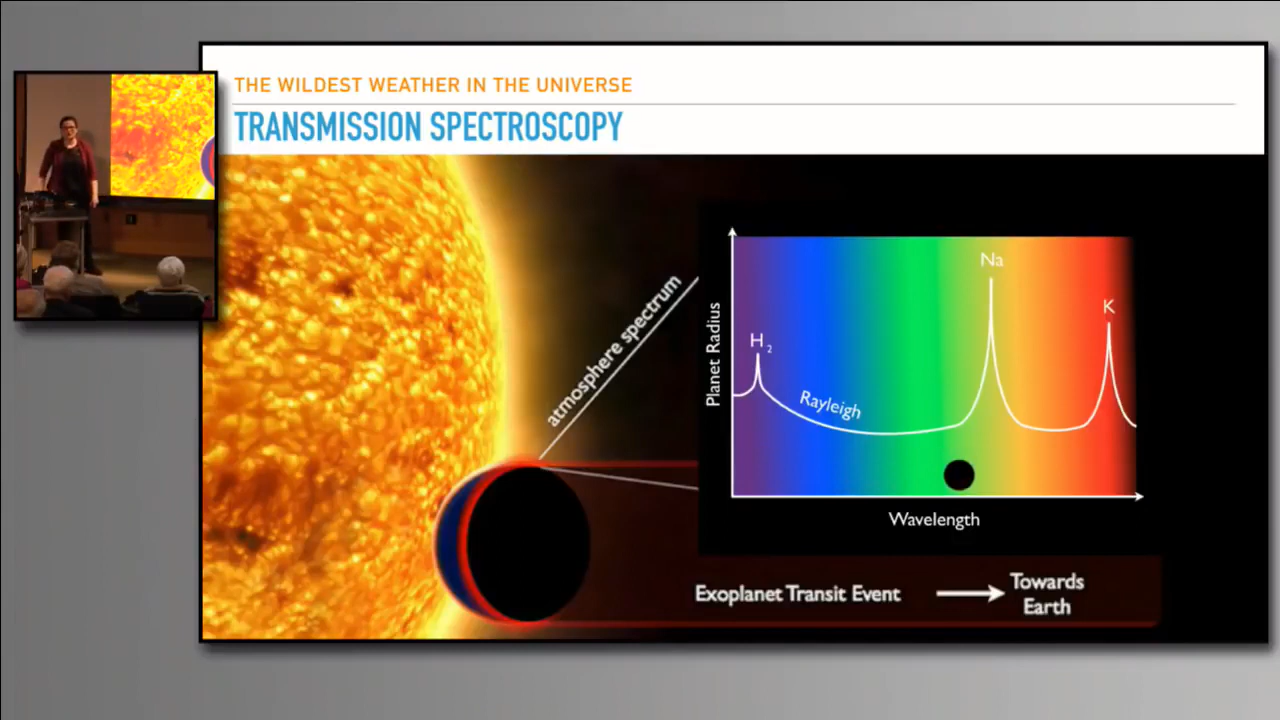 THE WILDEST WEATHER IN THE UNIVERSE
TRANSMISSION SPECTROSCOPY
atmosphere spectrum
Planet Radius
H2
Rayleigh
Na
K
Wavelength
Exoplanet Transit Event
Towards
Earth